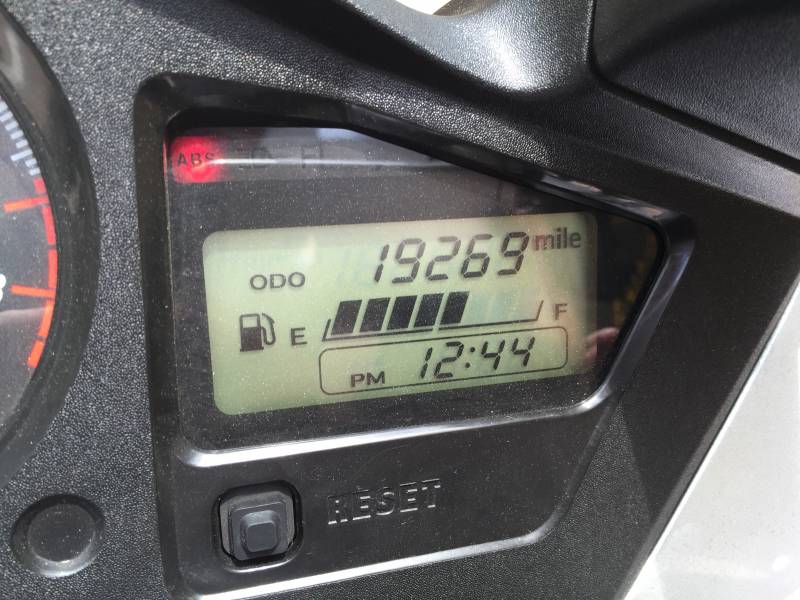 ABS
ODO 19269 mile
E F
PM 12:44
RESET